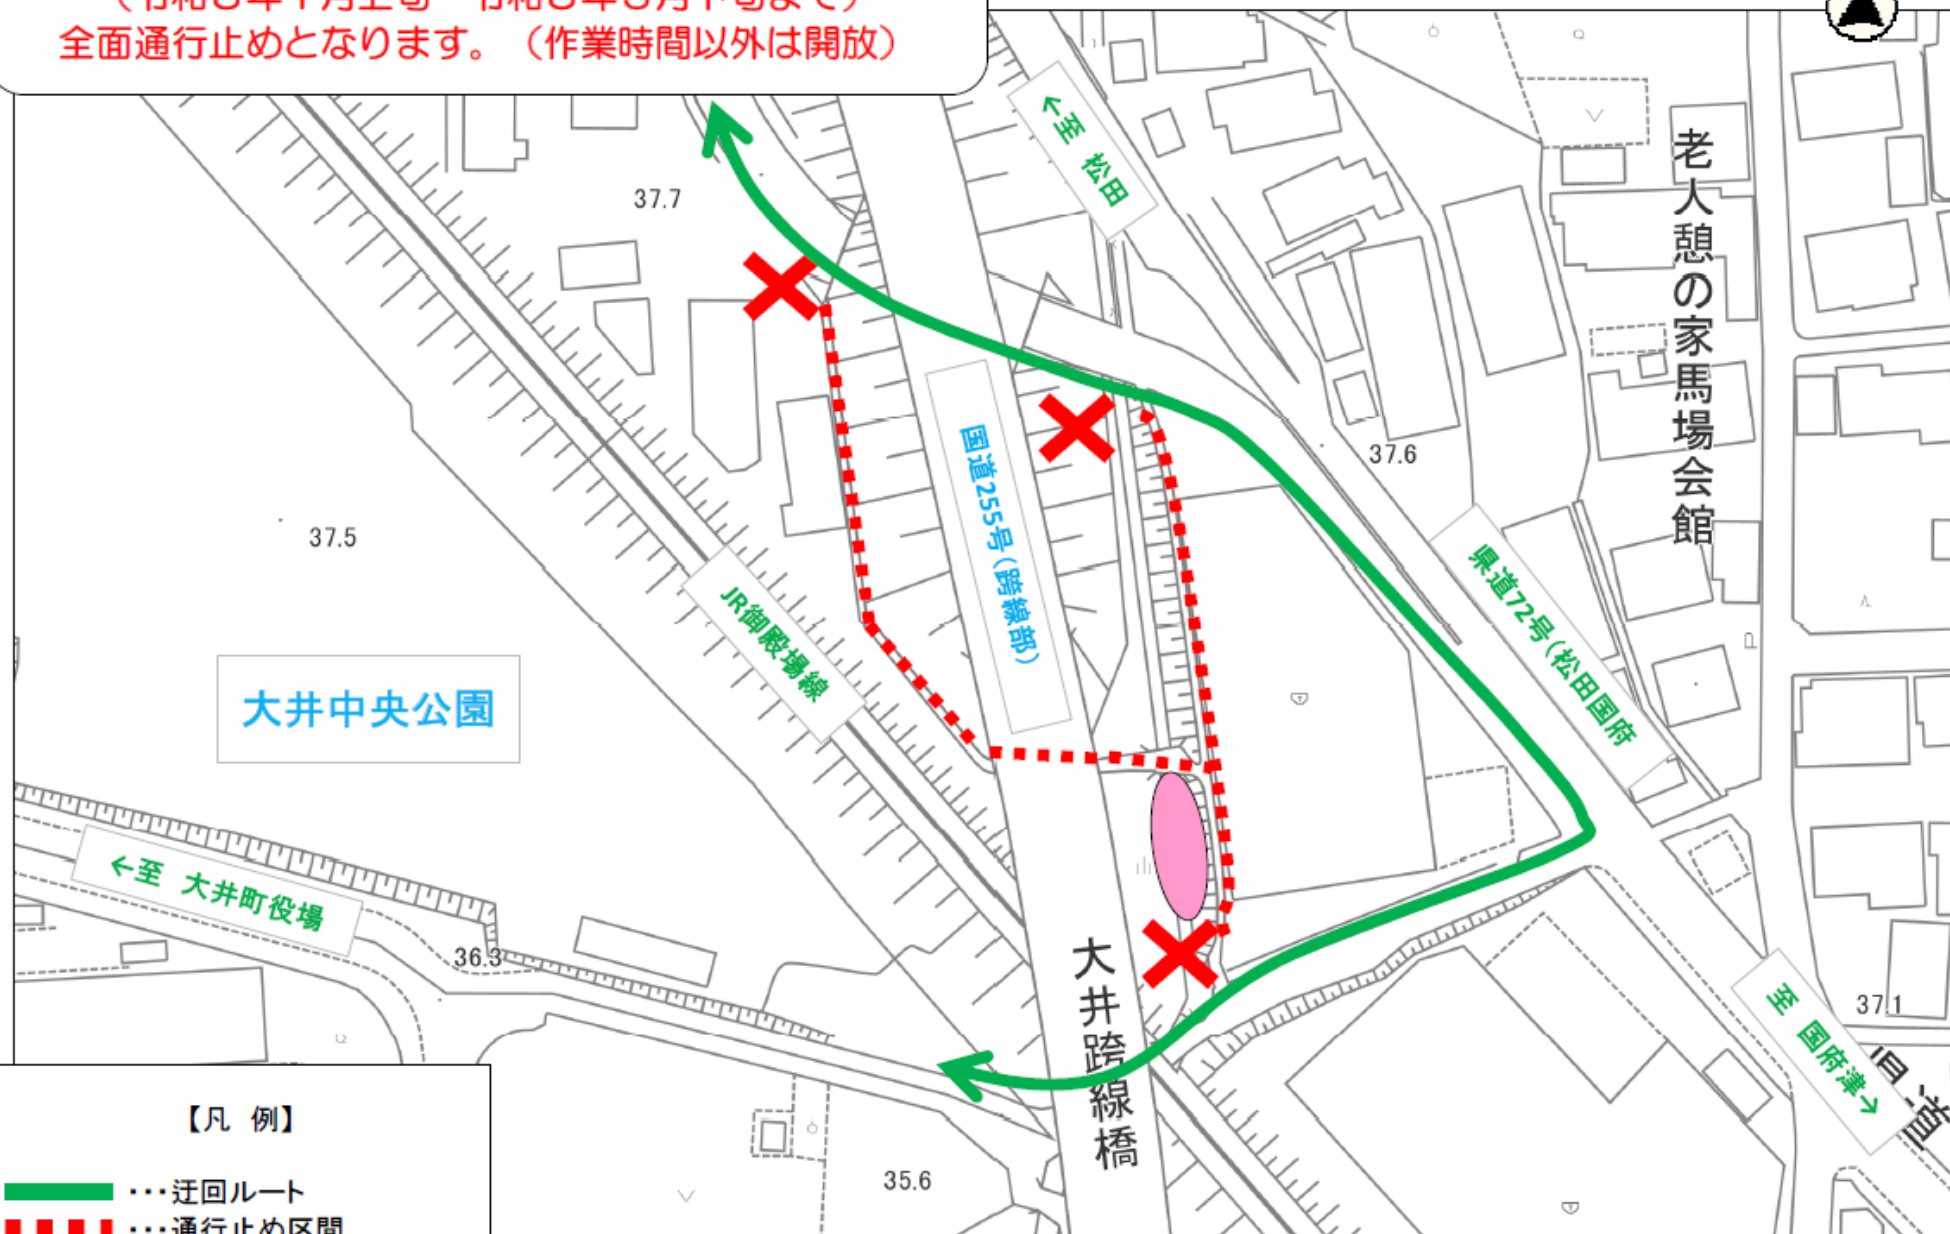 全面通行止めとなります。（作業時間以外は開放）
←至 松田
老人憩の家馬場会館
37.7
国道255号（跨線部）
37.6
37.5
県道72号（松田国府
JR御殿場線
大井中央公園
←至 大井町役場
36.3
大井跨線橋
至 国府津→
37.1
県道
35.6
【凡 例】
･･･迂回ルート
･･･通行止め区間